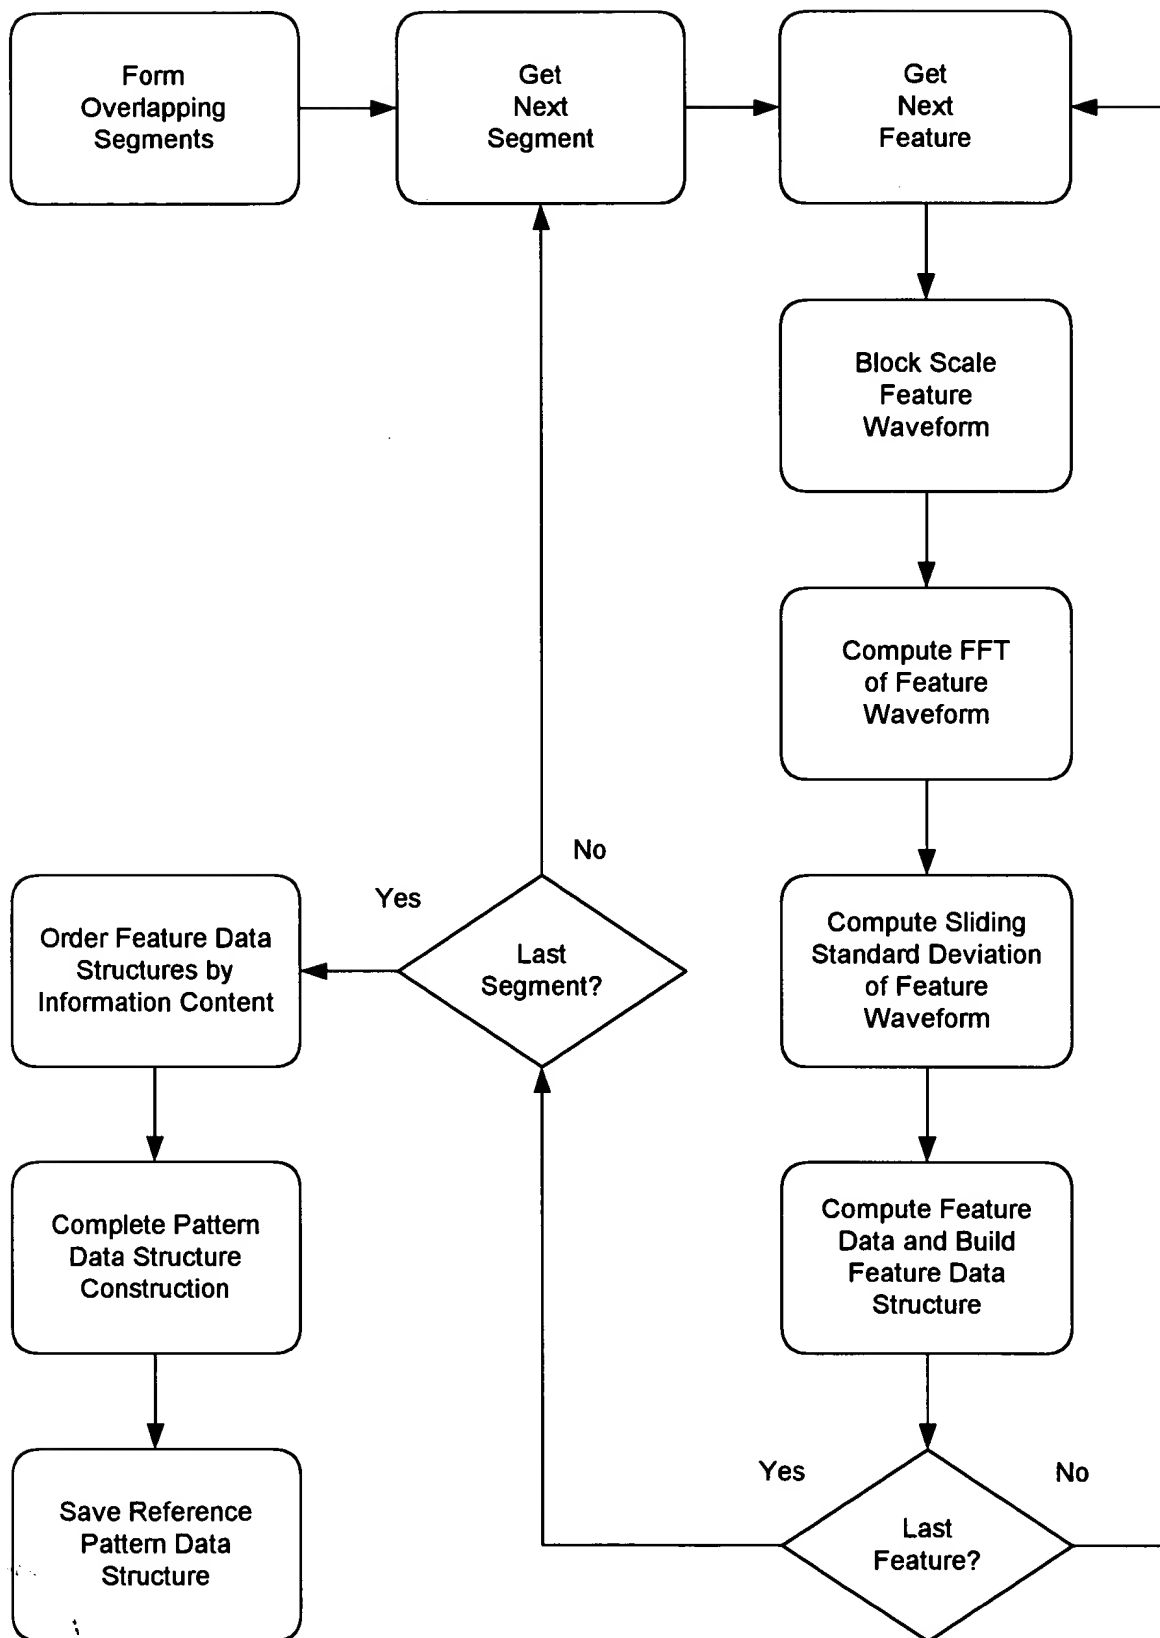 Form
Overlapping
Segments
Get
Next
Segment
Get
Next
Feature
Block Scale
Feature
Waveform
Compute FFT
of Feature
Waveform
Compute Sliding
Standard Deviation
of Feature
Waveform
Compute Feature
Data and Build
Feature Data
Structure
Last
Feature?
Yes
No
Last
Segment?
No
Yes
Order Feature Data
Structures by
Information Content
Complete Pattern
Data Structure
Construction
Save Reference
Pattern Data
Structure